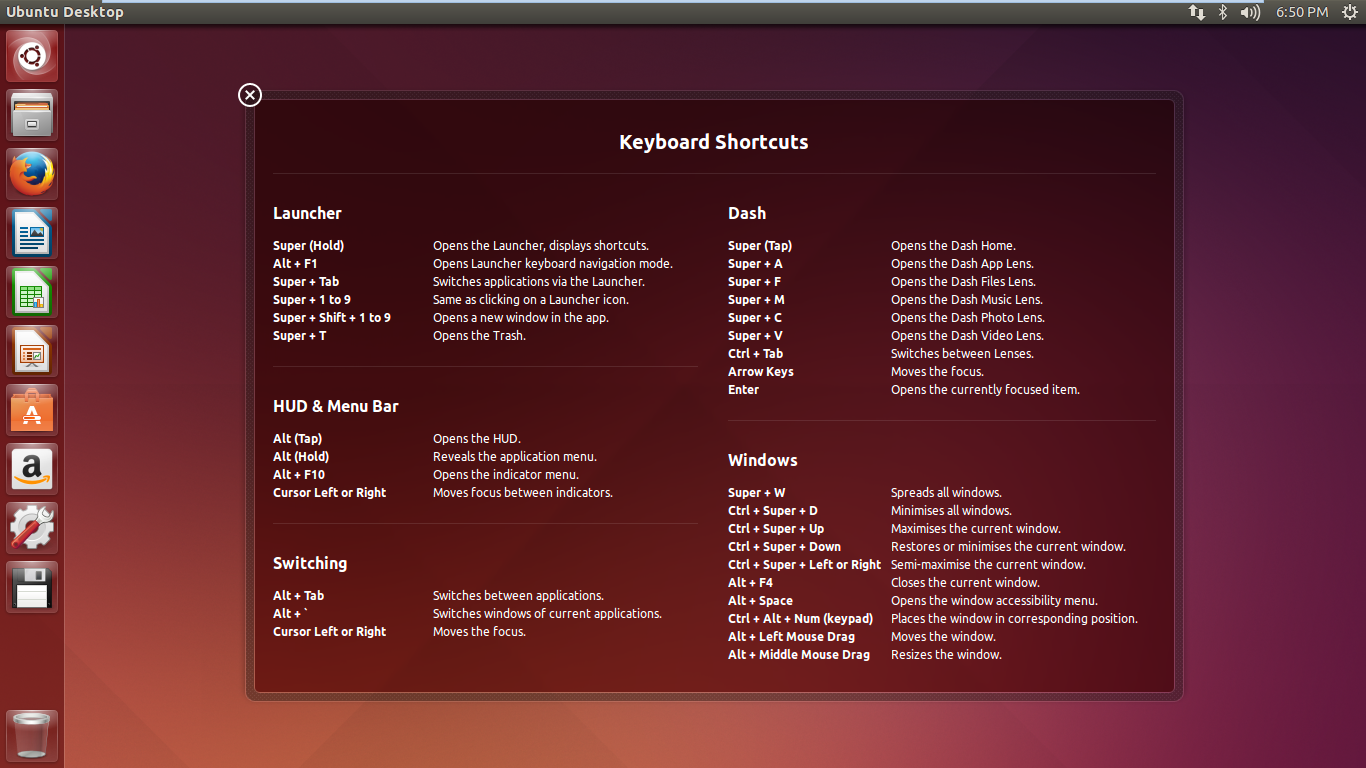 Ubuntu Desktop
6:50 PM
Keyboard Shortcuts
Launcher
Super (Hold) Opens the Launcher, displays shortcuts.
Alt + F1 Opens Launcher keyboard navigation mode.
Super + Tab Switches applications via the Launcher.
Super + 1 to 9 Same as clicking on a Launcher icon.
Super + Shift + 1 to 9 Opens a new window in the app.
Super + T Opens the Trash.
HUD & Menu Bar
Alt (Tap) Opens the HUD.
Alt (Hold) Reveals the application menu.
Alt + F10 Opens the indicator menu.
Cursor Left or Right Moves focus between indicators.
Switching
Alt + Tab Switches between applications.
Alt + ` Switches windows of current applications.
Cursor Left or Right Moves the focus.
Dash
Super (Tap) Opens the Dash Home.
Super + A Opens the Dash App Lens.
Super + F Opens the Dash Files Lens.
Super + M Opens the Dash Music Lens.
Super + C Opens the Dash Photo Lens.
Super + V Opens the Dash Video Lens.
Ctrl + Tab Switches between Lenses.
Arrow Keys Moves the focus.
Enter Opens the currently focused item.
Windows
Super + W Spreads all windows.
Ctrl + Super + D Minimises all windows.
Ctrl + Super + Up Maximises the current window.
Ctrl + Super + Down Restores or minimises the current window.
Ctrl + Super + Left or Right Semi-maximise the current window.
Alt + F4 Closes the current window.
Alt + Space Opens the window accessibility menu.
Ctrl + Alt + Num (keypad) Places the window in corresponding position.
Alt + Left Mouse Drag Moves the window.
Alt + Middle Mouse Drag Resizes the window.